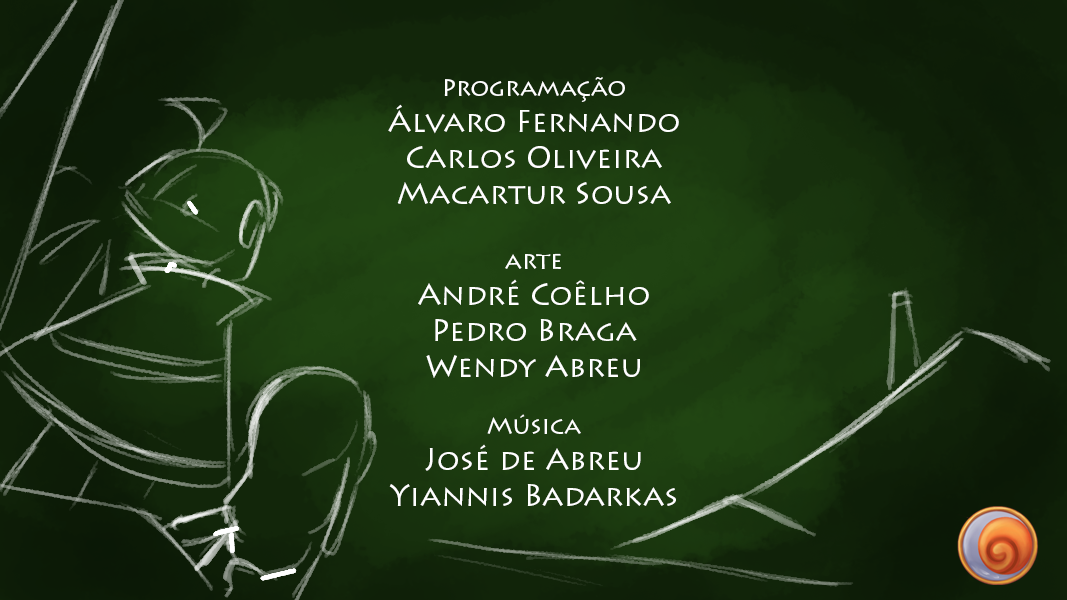 Programação
Álvaro Fernando
Carlos Oliveira
Macartur Sousa
arte
André Coêlho
Pedro Braga
Wendy Abreu
Música
José de Abreu
Yiannis Badarkas